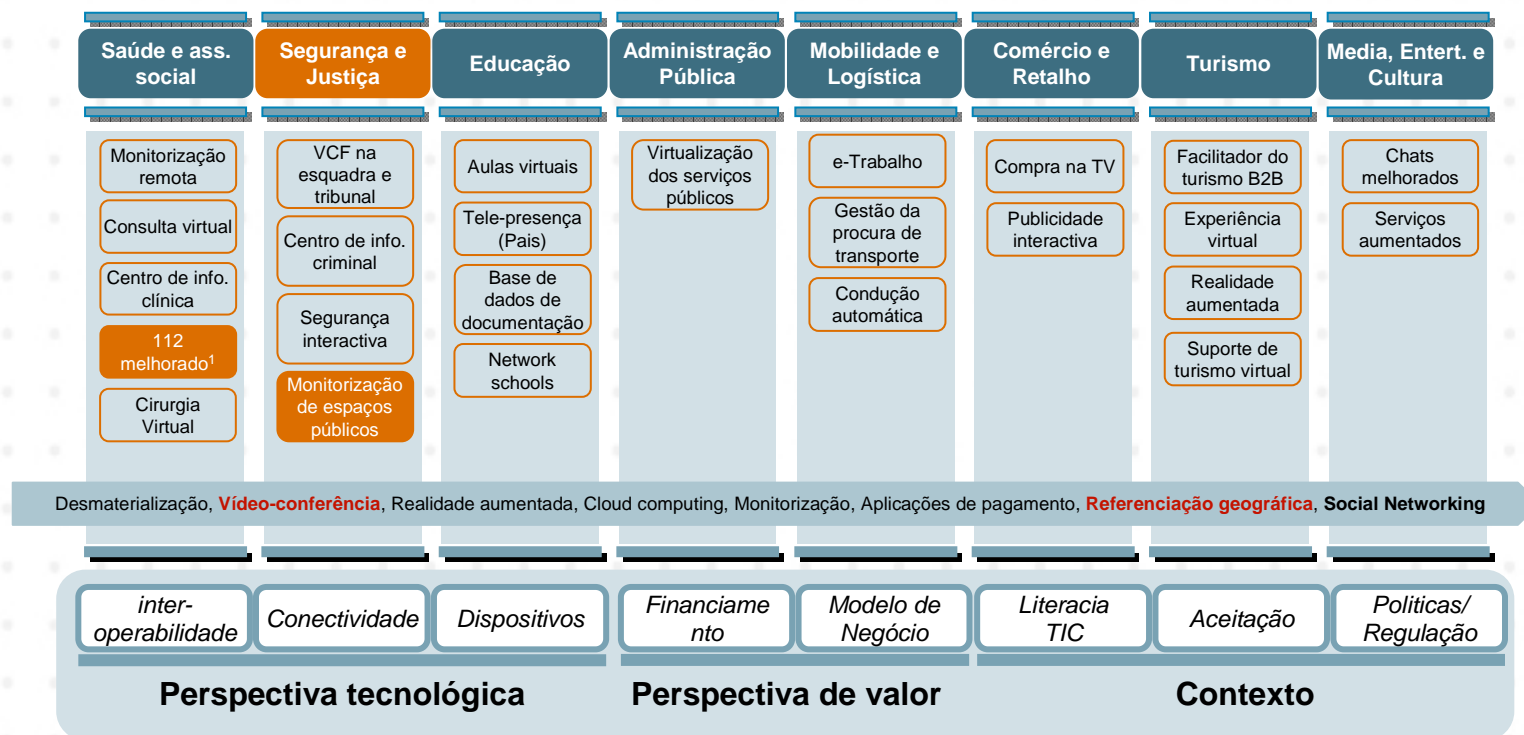 Saúde e ass.
social
Segurança e
Justiça
Educação
Administração
Pública
Mobilidade e
Logística
Comércio e
Retalho
Turismo
Media, Entert. e
Cultura
Monitorização
remota
Consulta virtual
Centro de info.
clínica
112
melhorado¹
Cirurgia
Virtual
VCF na
esquadra e
tribunal
Centro de info.
criminal
Segurança
interactiva
Monitorização
de espaços
públicos
Aulas virtuais
Tele-presença
(Pais)
Base de
dados de
documentação
Network
schools
Virtualização
dos serviços
públicos
e-Trabalho
Gestão da
procura de
transporte
Condução
automática
Compra na TV
Publicidade
interactiva
Facilitador do
turismo B2B
Experiência
virtual
Realidade
aumentada
Suporte de
turismo virtual
Chats
melhorados
Serviços
aumentados
Desmaterialização, Vídeo-conferência, Realidade aumentada, Cloud computing, Monitorização, Aplicações de pagamento, Referenciação geográfica, Social Networking
inter-
operabilidade
Conectividade
Dispositivos
Financiame
nto
Modelo de
Negócio
Literacia
TIC
Aceitação
Politicas/
Regulação
Perspectiva tecnológica
Perspectiva de valor
Contexto